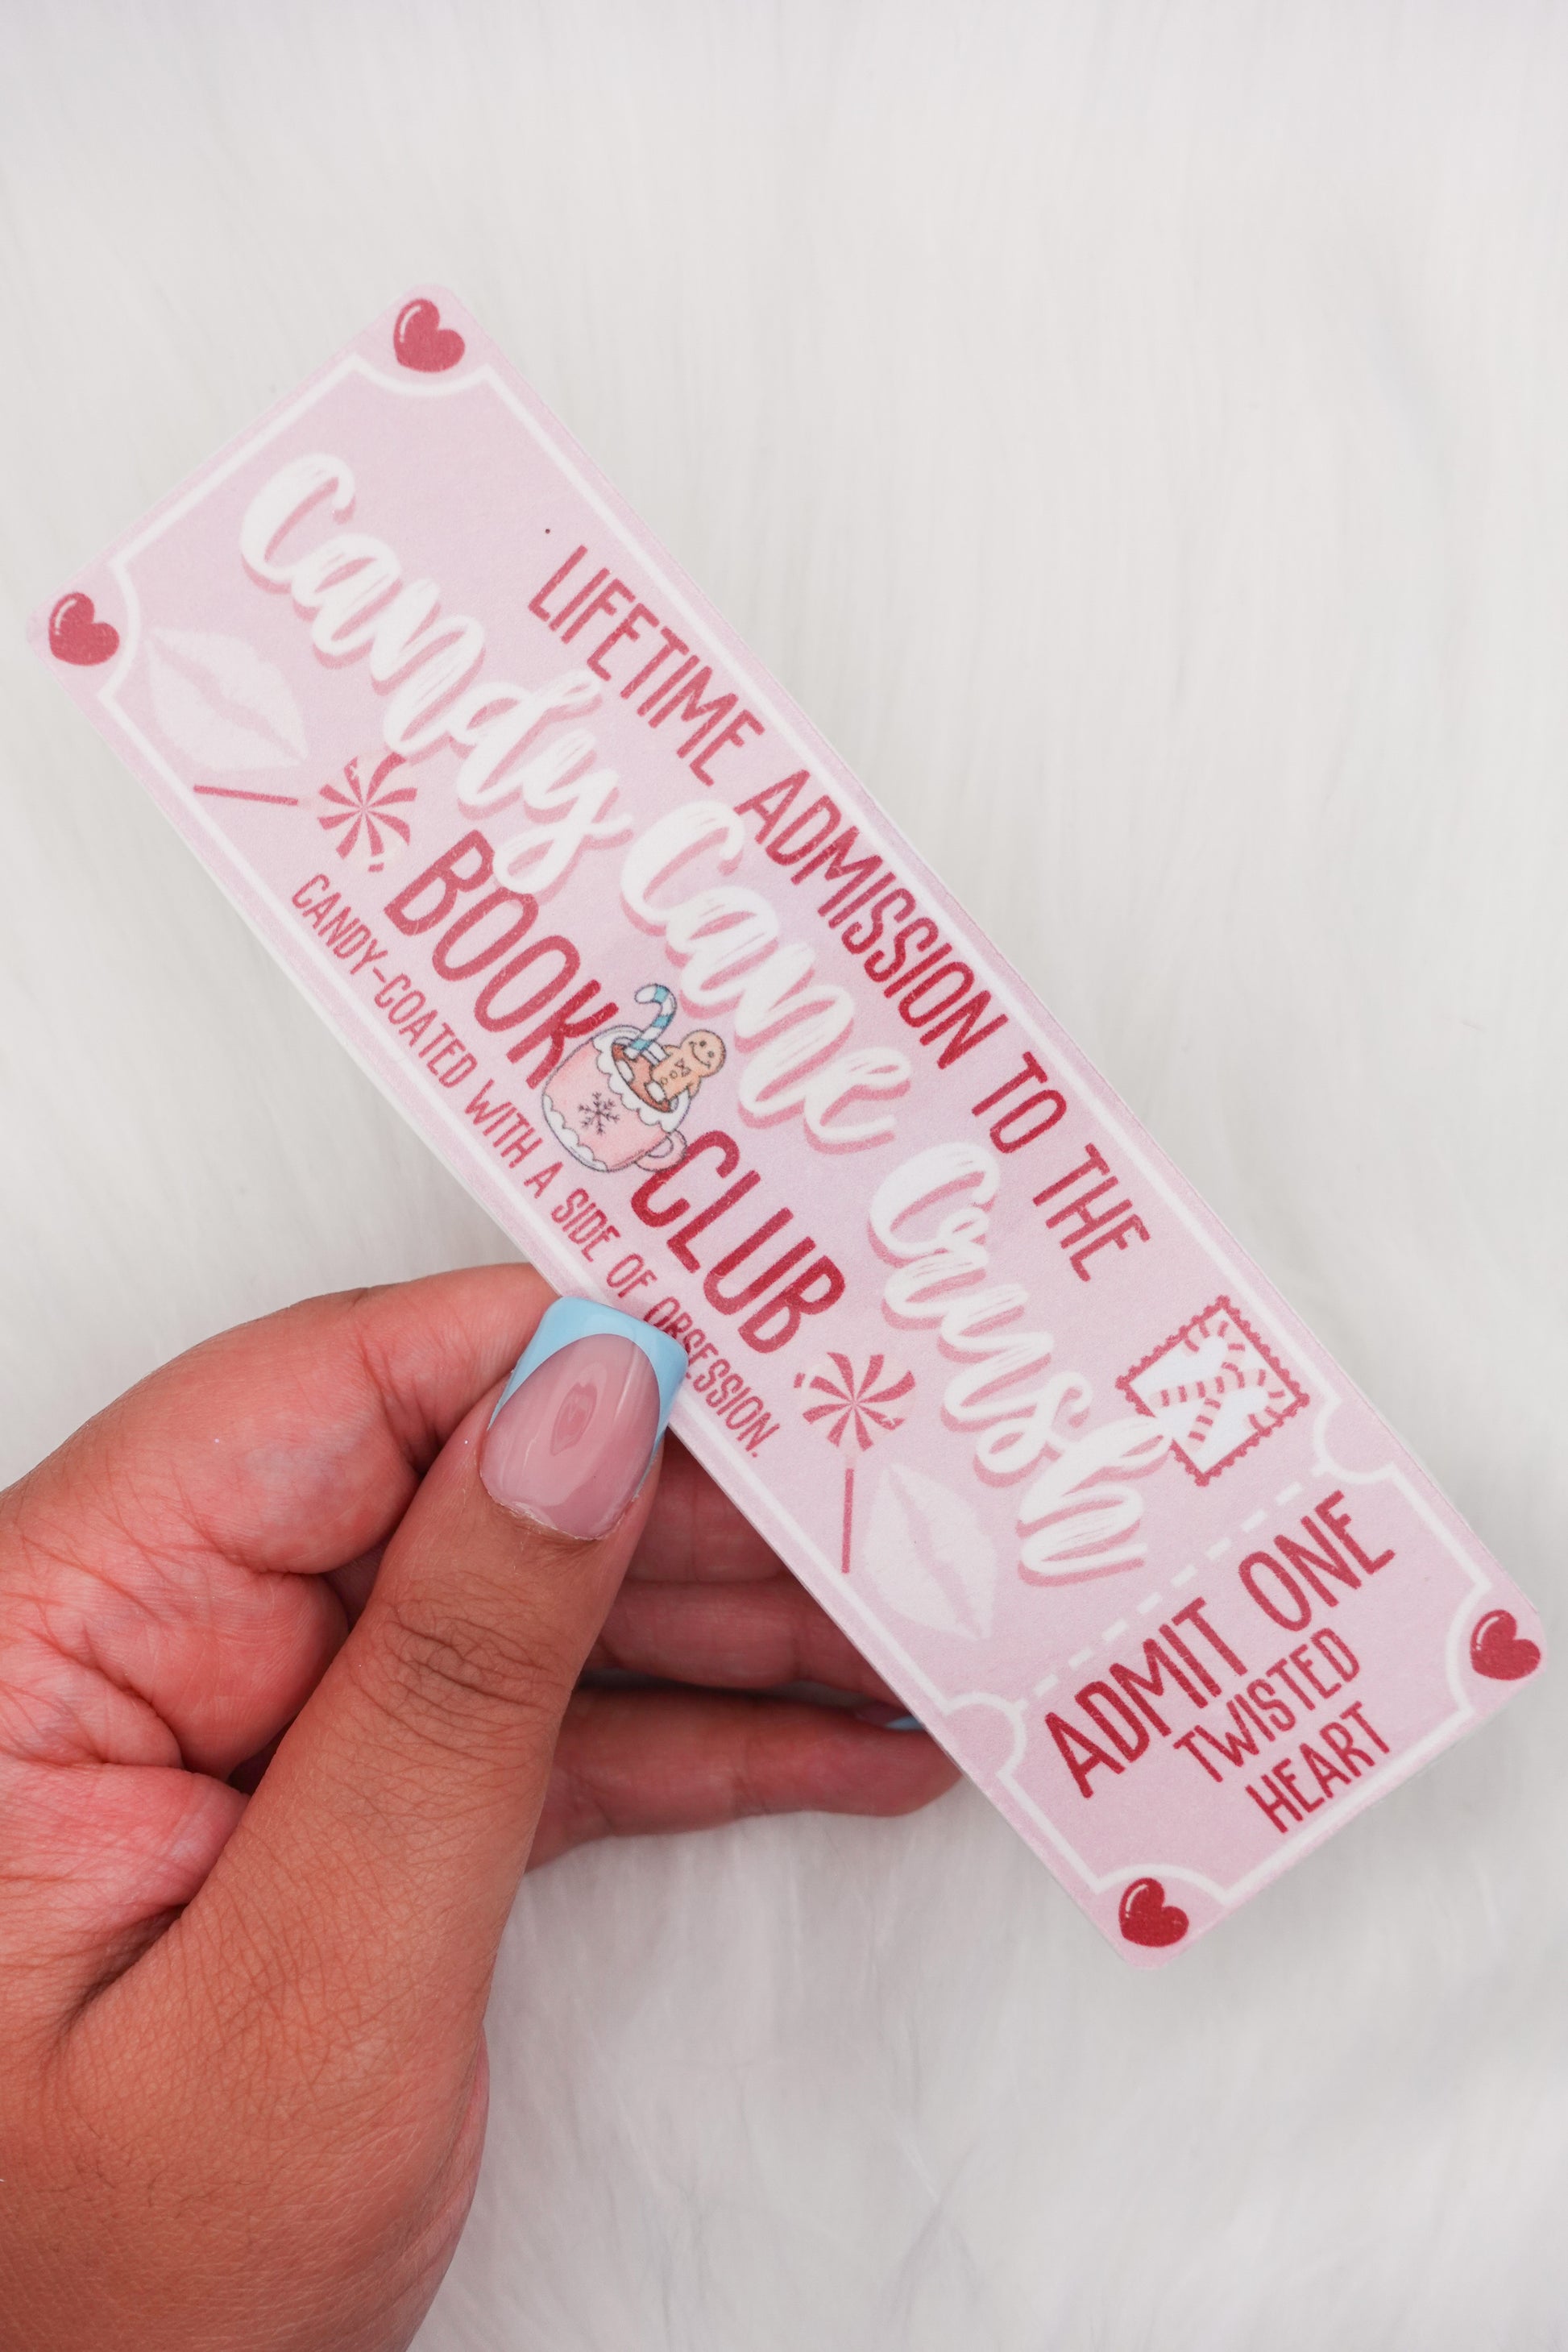 LIFETIME ADMISSION TO THE
Candy Cane Crush
BOOK CLUB
CANDY-COATED WITH A SIDE OF OBSESSION.
ADMIT ONE
TWISTED
HEART